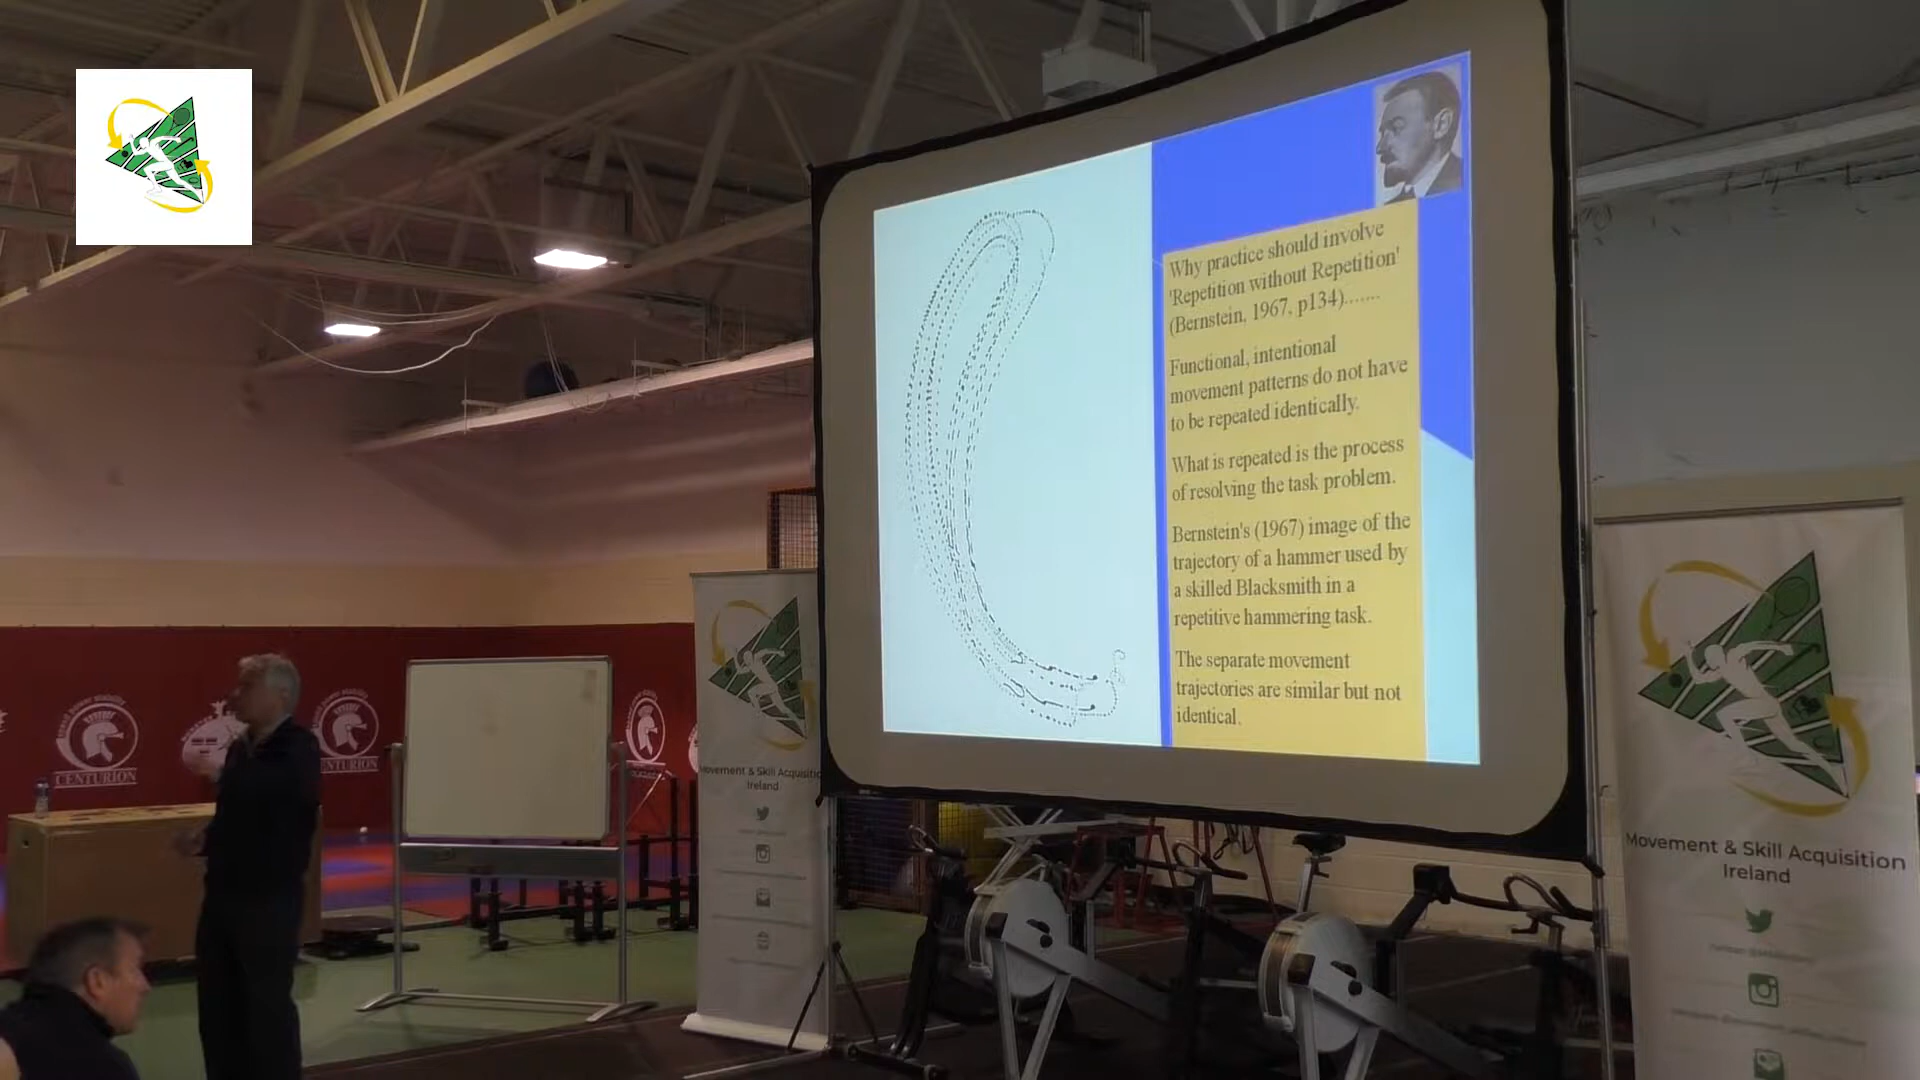 Why practice should involve
'Repetition without Repetition'
(Bernstein, 1967, p134).......
Functional, intentional
movement patterns do not have
to be repeated identically.
What is repeated is the process
of resolving the task problem.
Bernstein's (1967) image of the
trajectory of a hammer used by
a skilled Blacksmith in a
repetitive hammering task.
The separate movement
trajectories are similar but not
identical.
CENTURION
CENTURION
Movement & Skill Acquisition
Ireland
Movement & Skill Acquisition
Ireland